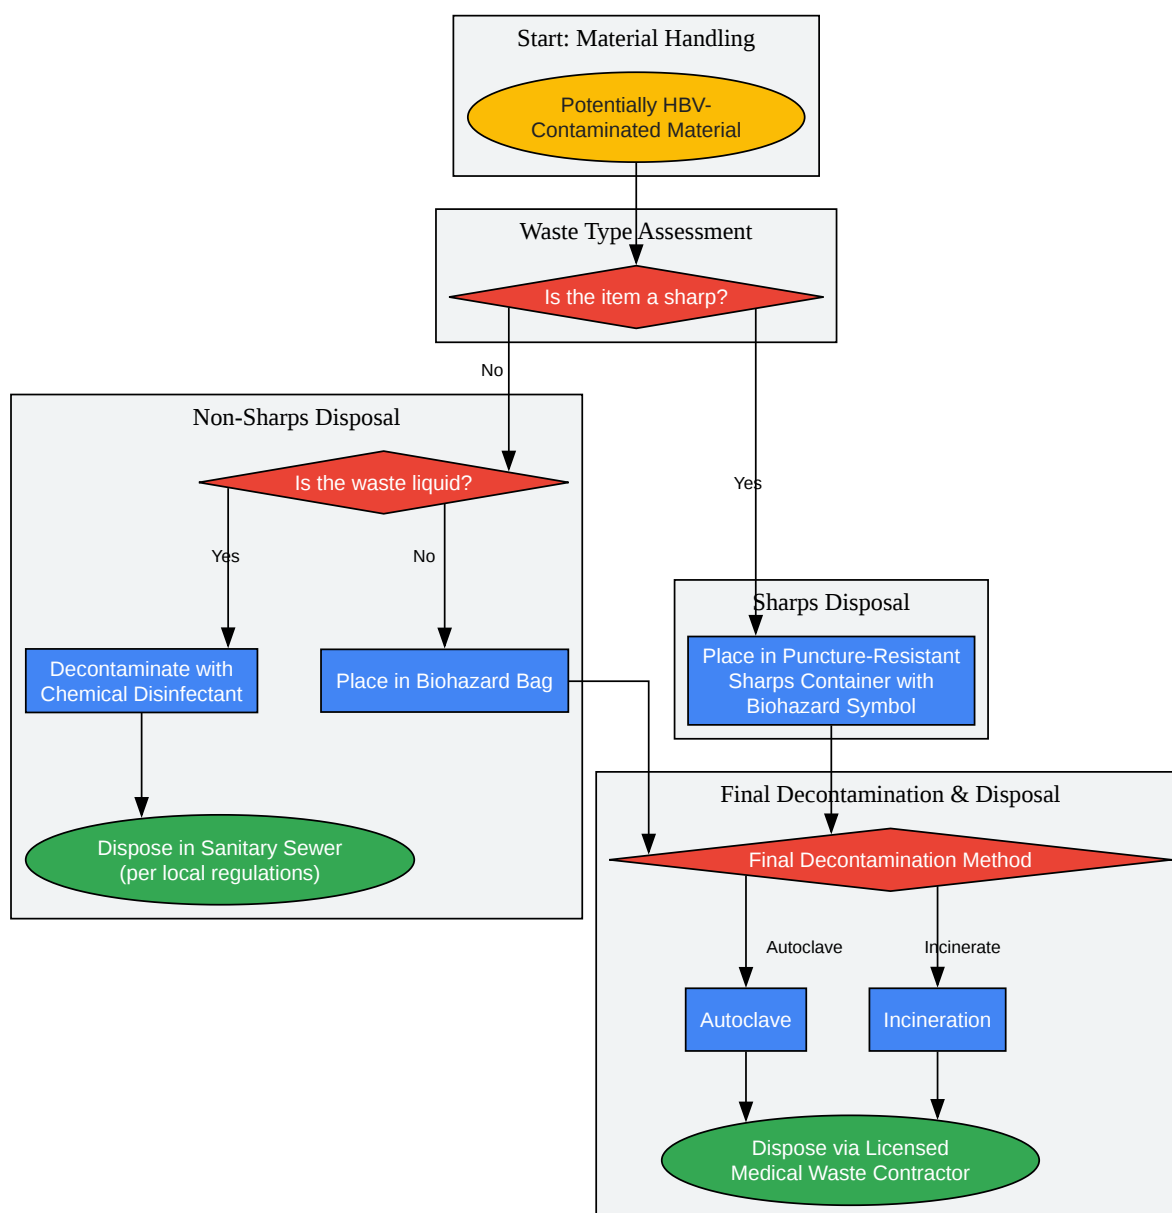 Start: Material Handling
Potentially HBV-
Contaminated Material
Waste Type Assessment
Is the item a sharp?
No
Non-Sharps Disposal
Is the waste liquid?
Yes
Yes
No
Sharps Disposal
Decontaminate with
Chemical Disinfectant
Place in Biohazard Bag
Place in Puncture-Resistant
Sharps Container with
Biohazard Symbol
Final Decontamination & Disposal
Dispose in Sanitary Sewer
(per local regulations)
Final Decontamination Method
Autoclave
Incinerate
Autoclave
Incineration
Dispose via Licensed
Medical Waste Contractor